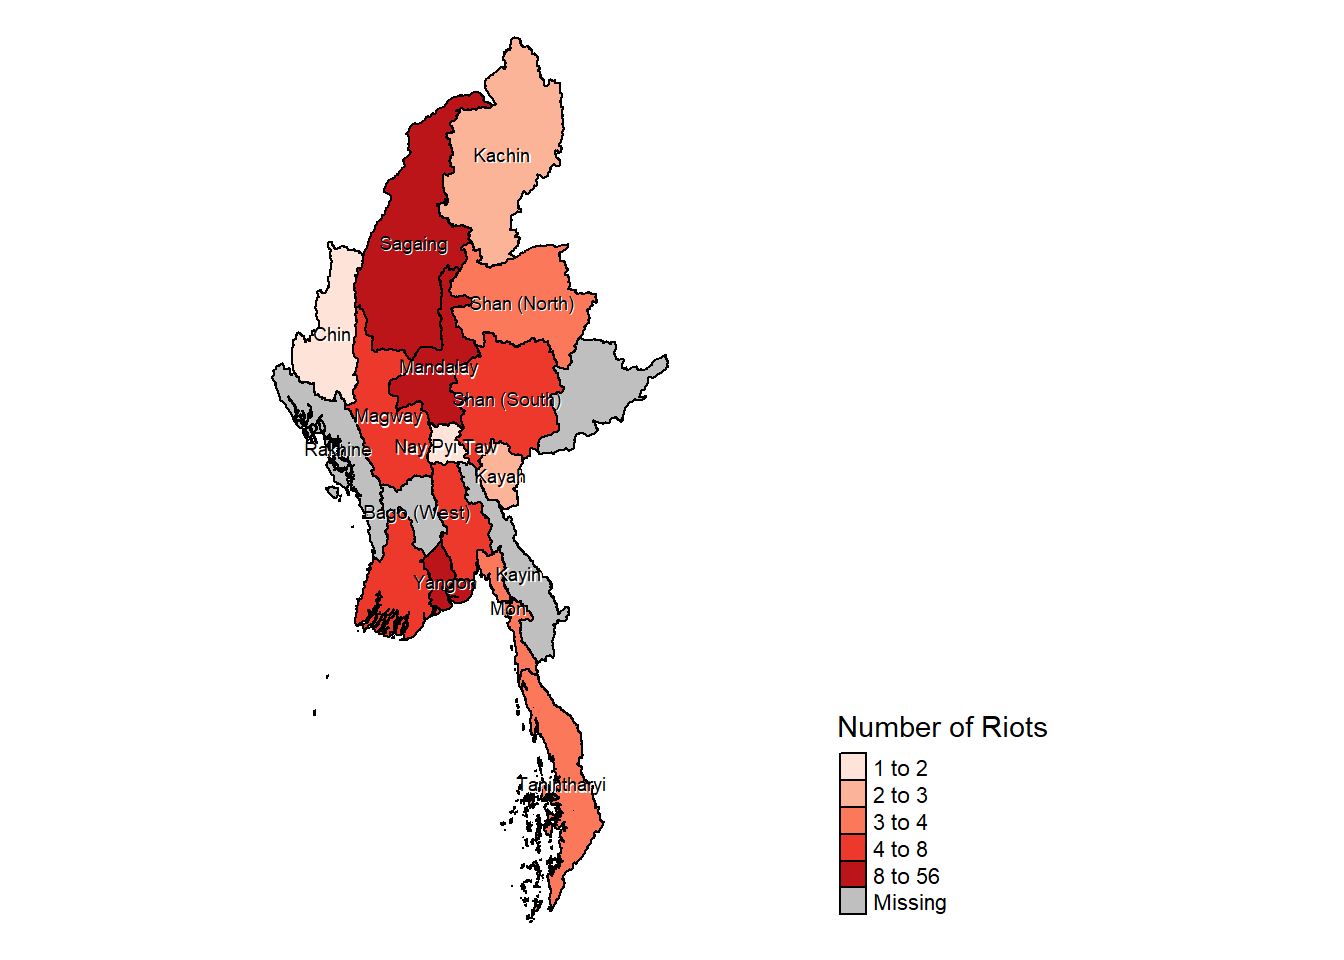 Kachin
Sagaing
Shan (North)
Chin
Mandalay
Shan (South)
Magway
Nay Pyi Taw
Rakhine
Kayah
Bago (West)
Kayin
Yangon
Mon
Tanintharyi
Number of Riots
1 to 2
2 to 3
3 to 4
4 to 8
8 to 56
Missing